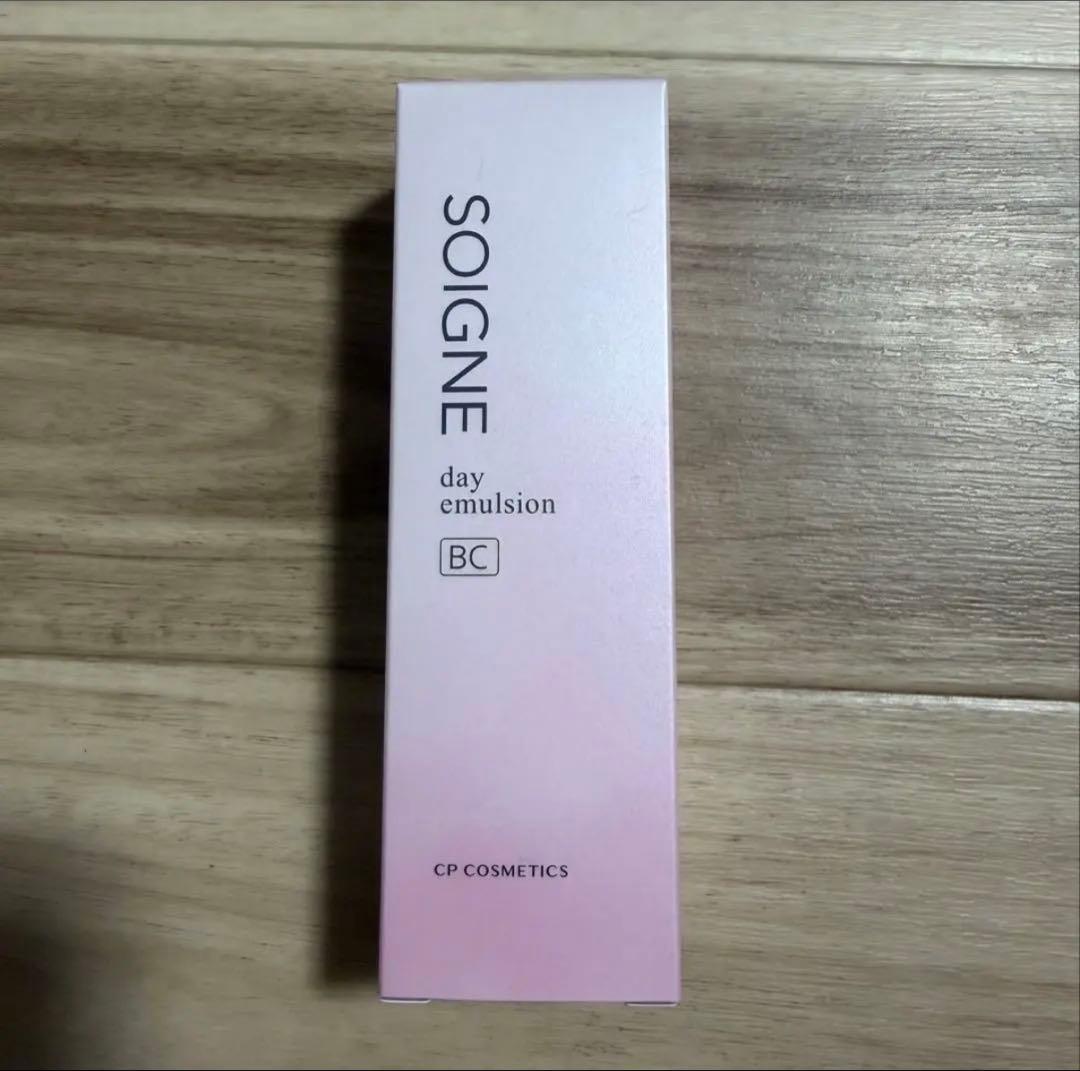 SOIGNE
day
emulsion
BC
CP COSMETICS